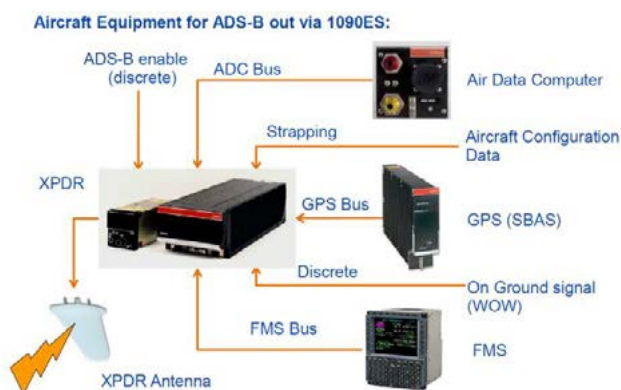 Aircraft Equipment for ADS-B out via 1090ES:
ADS-B enable
(discrete)
ADC Bus
Air Data Computer
Strapping
Aircraft Configuration
Data
XPDR
GPS Bus
GPS (SBAS)
Discrete
On Ground signal
(WOW)
FMS Bus
FMS
XPDR Antenna